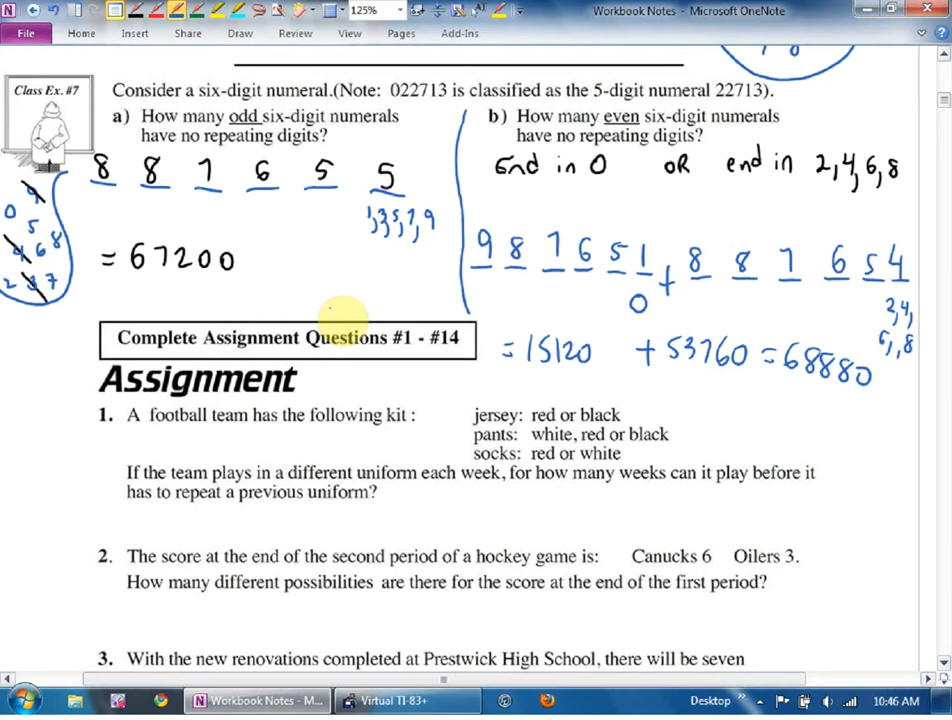 125%
Workbook Notes - Microsoft OneNote
File Home Insert Share Draw Review View Pages Add-Ins
Class Ex. #7
Consider a six-digit numeral.(Note: 022713 is classified as the 5-digit numeral 22713).
a) How many odd six-digit numerals
have no repeating digits?
8 8 7 6 5 5
1,3,5,7,9
= 67200
b) How many even six-digit numerals
have no repeating digits?
End in 0 OR end in 2,4,6,8
9 8 7 6 5 1 + 8 8 7 6 5 4
0
2,4,
6,8
= 15120 + 53760 = 68880
Complete Assignment Questions #1 - #14
Assignment
1. A football team has the following kit : jersey: red or black
pants: white, red or black
socks: red or white
If the team plays in a different uniform each week, for how many weeks can it play before it
has to repeat a previous uniform?
2. The score at the end of the second period of a hockey game is: Canucks 6 Oilers 3.
How many different possibilities are there for the score at the end of the first period?
3. With the new renovations completed at Prestwick High School, there will be seven
Workbook Notes - M... Virtual TI-83+ Desktop 10:46 AM